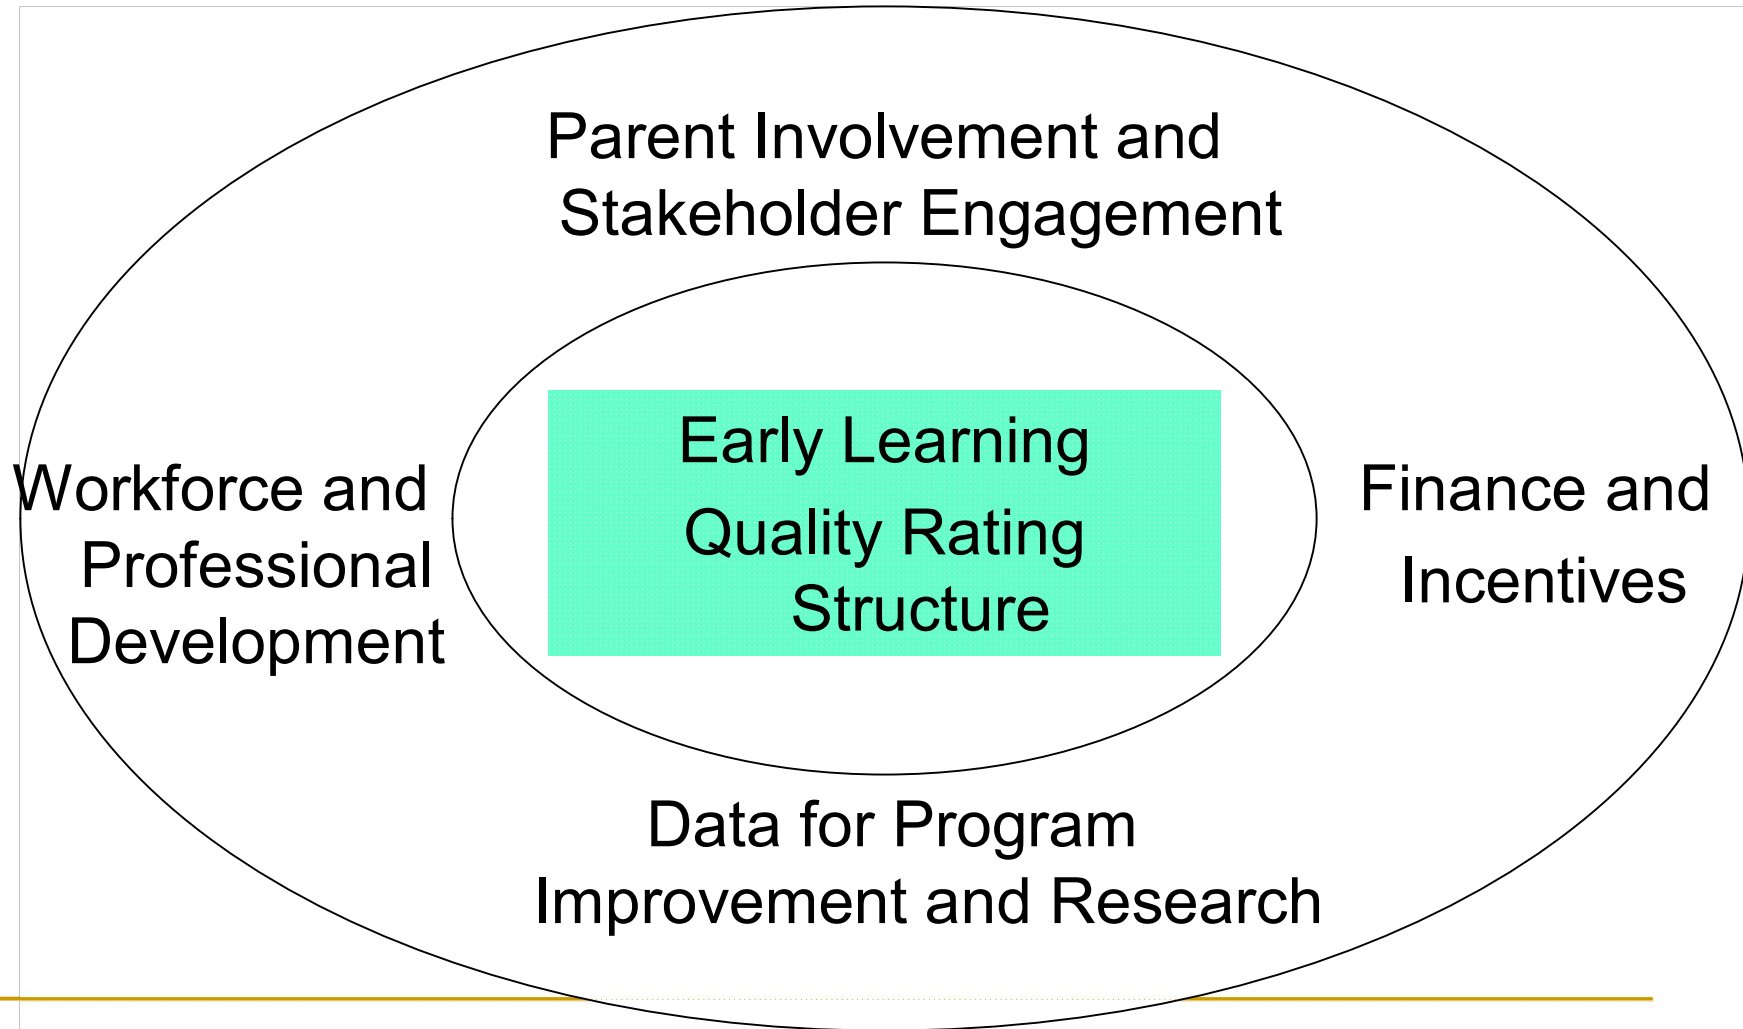 Parent Involvement and
Stakeholder Engagement
Early Learning
Quality Rating
Structure
Workforce and
Professional
Development
Finance and
Incentives
Data for Program
Improvement and Research